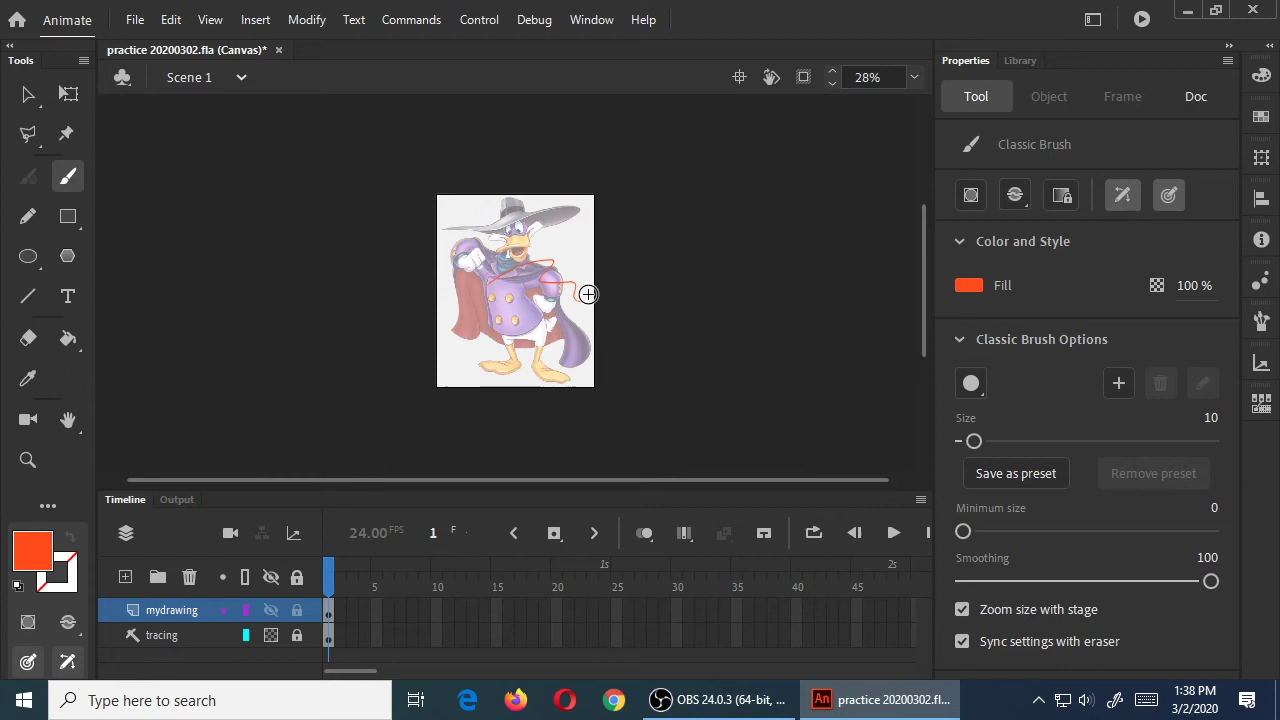 Animate
File Edit View Insert Modify Text Commands Control Debug Window Help
practice 20200302.fla (Canvas)* ×
Tools
Scene 1
28%
Properties Library
Tool Object Frame Doc
Classic Brush
Color and Style
Fill 100 %
Classic Brush Options
Size 10
Save as preset Remove preset
Minimum size 0
Smoothing 100
Zoom size with stage
Sync settings with eraser
Timeline Output
24.00 FPS 1 F
1s 2s
5 10 15 20 25 30 35 40 45
mydrawing
tracing
Type here to search
OBS 24.0.3 (64-bit, ...
An practice 20200302.fl...
1:38 PM
3/2/2020